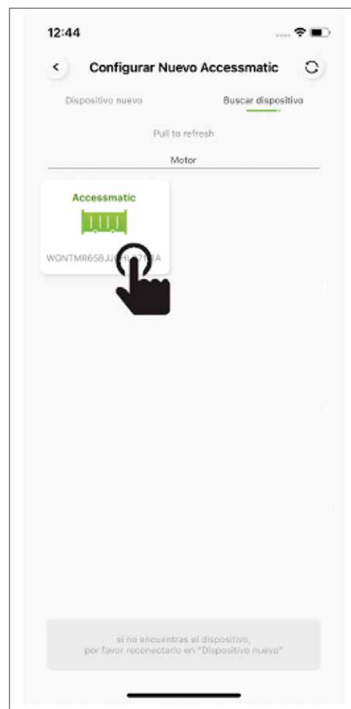 12:44
Configurar Nuevo Accessmatic
Dispositivo nuevo
Buscar dispositivo
Pull to refresh
Motor
Accessmatic
si no encuentras el dispositivo,
por favor reconectarlo en "Dispositivo nuevo"